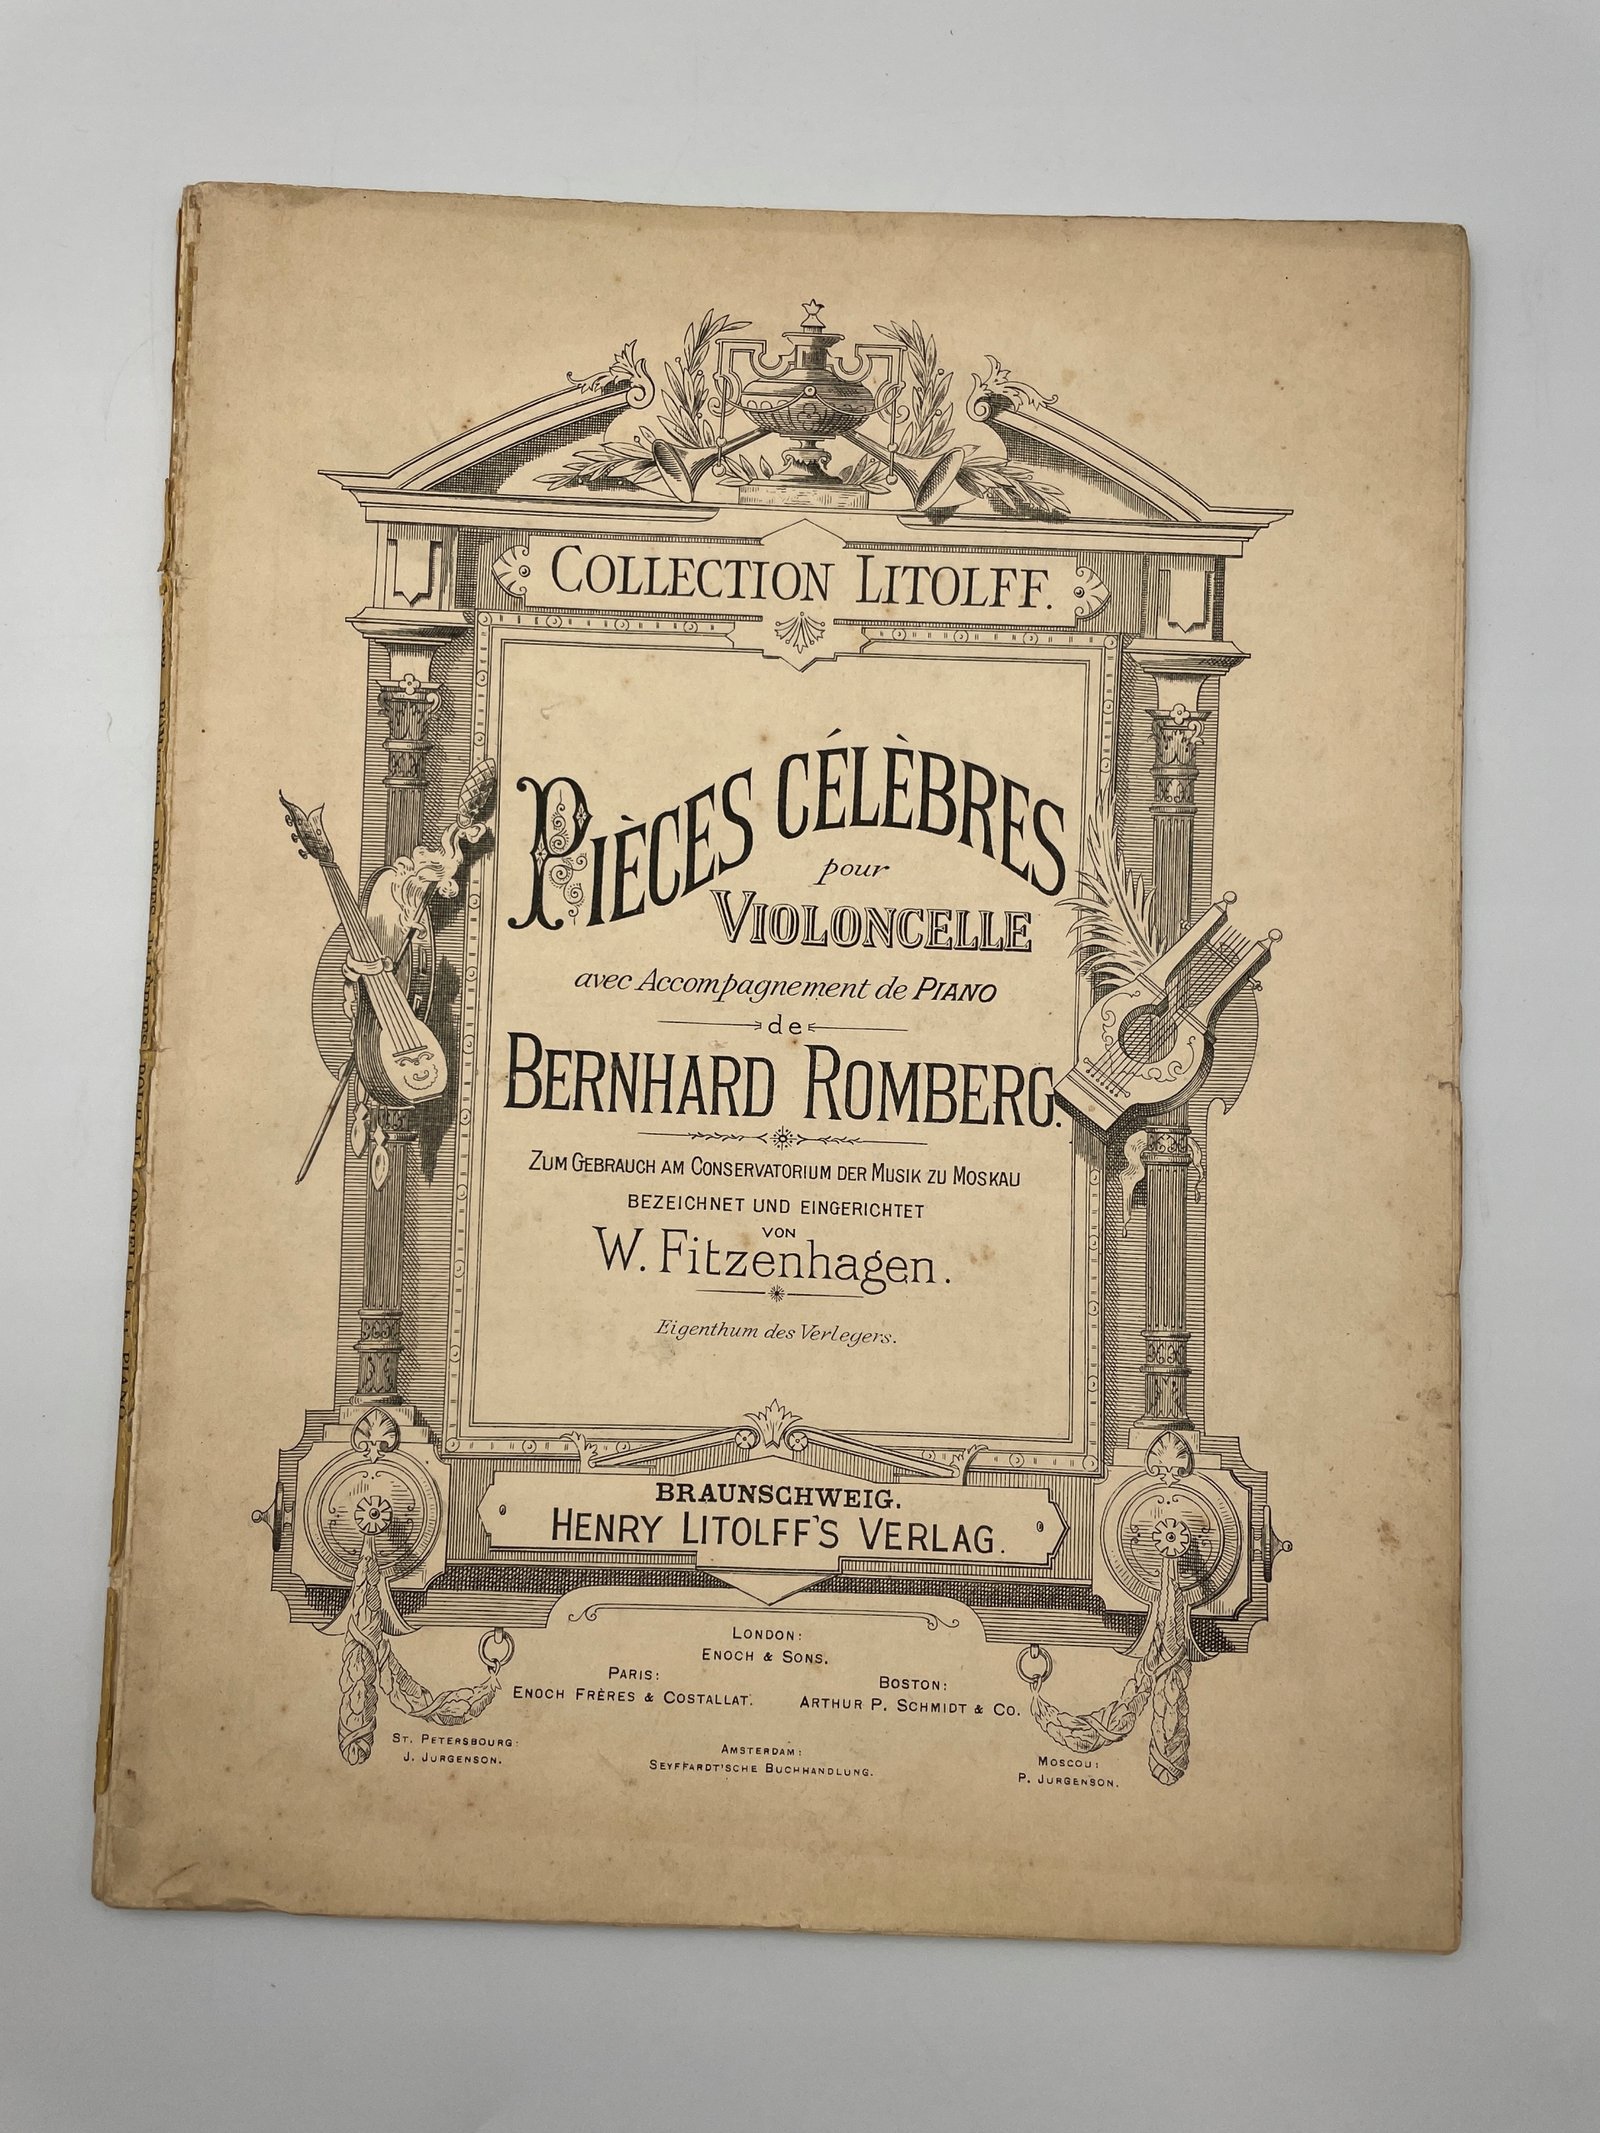 COLLECTION LITOLFF.
PIÈCES CÉLÈBRES
pour
VIOLONCELLE
avec Accompagnement de PIANO
de
BERNHARD ROMBERG.
ZUM GEBRAUCH AM CONSERVATORIUM DER MUSIK ZU MOSKAU
BEZEICHNET UND EINGERICHTET
VON
W. Fitzenhagen.
Eigenthum des Verlegers.
BRAUNSCHWEIG.
HENRY LITOLFF'S VERLAG.
LONDON:
ENOCH & SONS.
PARIS:
ENOCH FRÈRES & COSTALLAT.
BOSTON:
ARTHUR P. SCHMIDT & CO.
ST. PETERSBOURG:
J. JURGENSON.
AMSTERDAM:
SEYFFARDT'SCHE BUCHHANDLUNG.
MOSCOU:
P. JURGENSON.